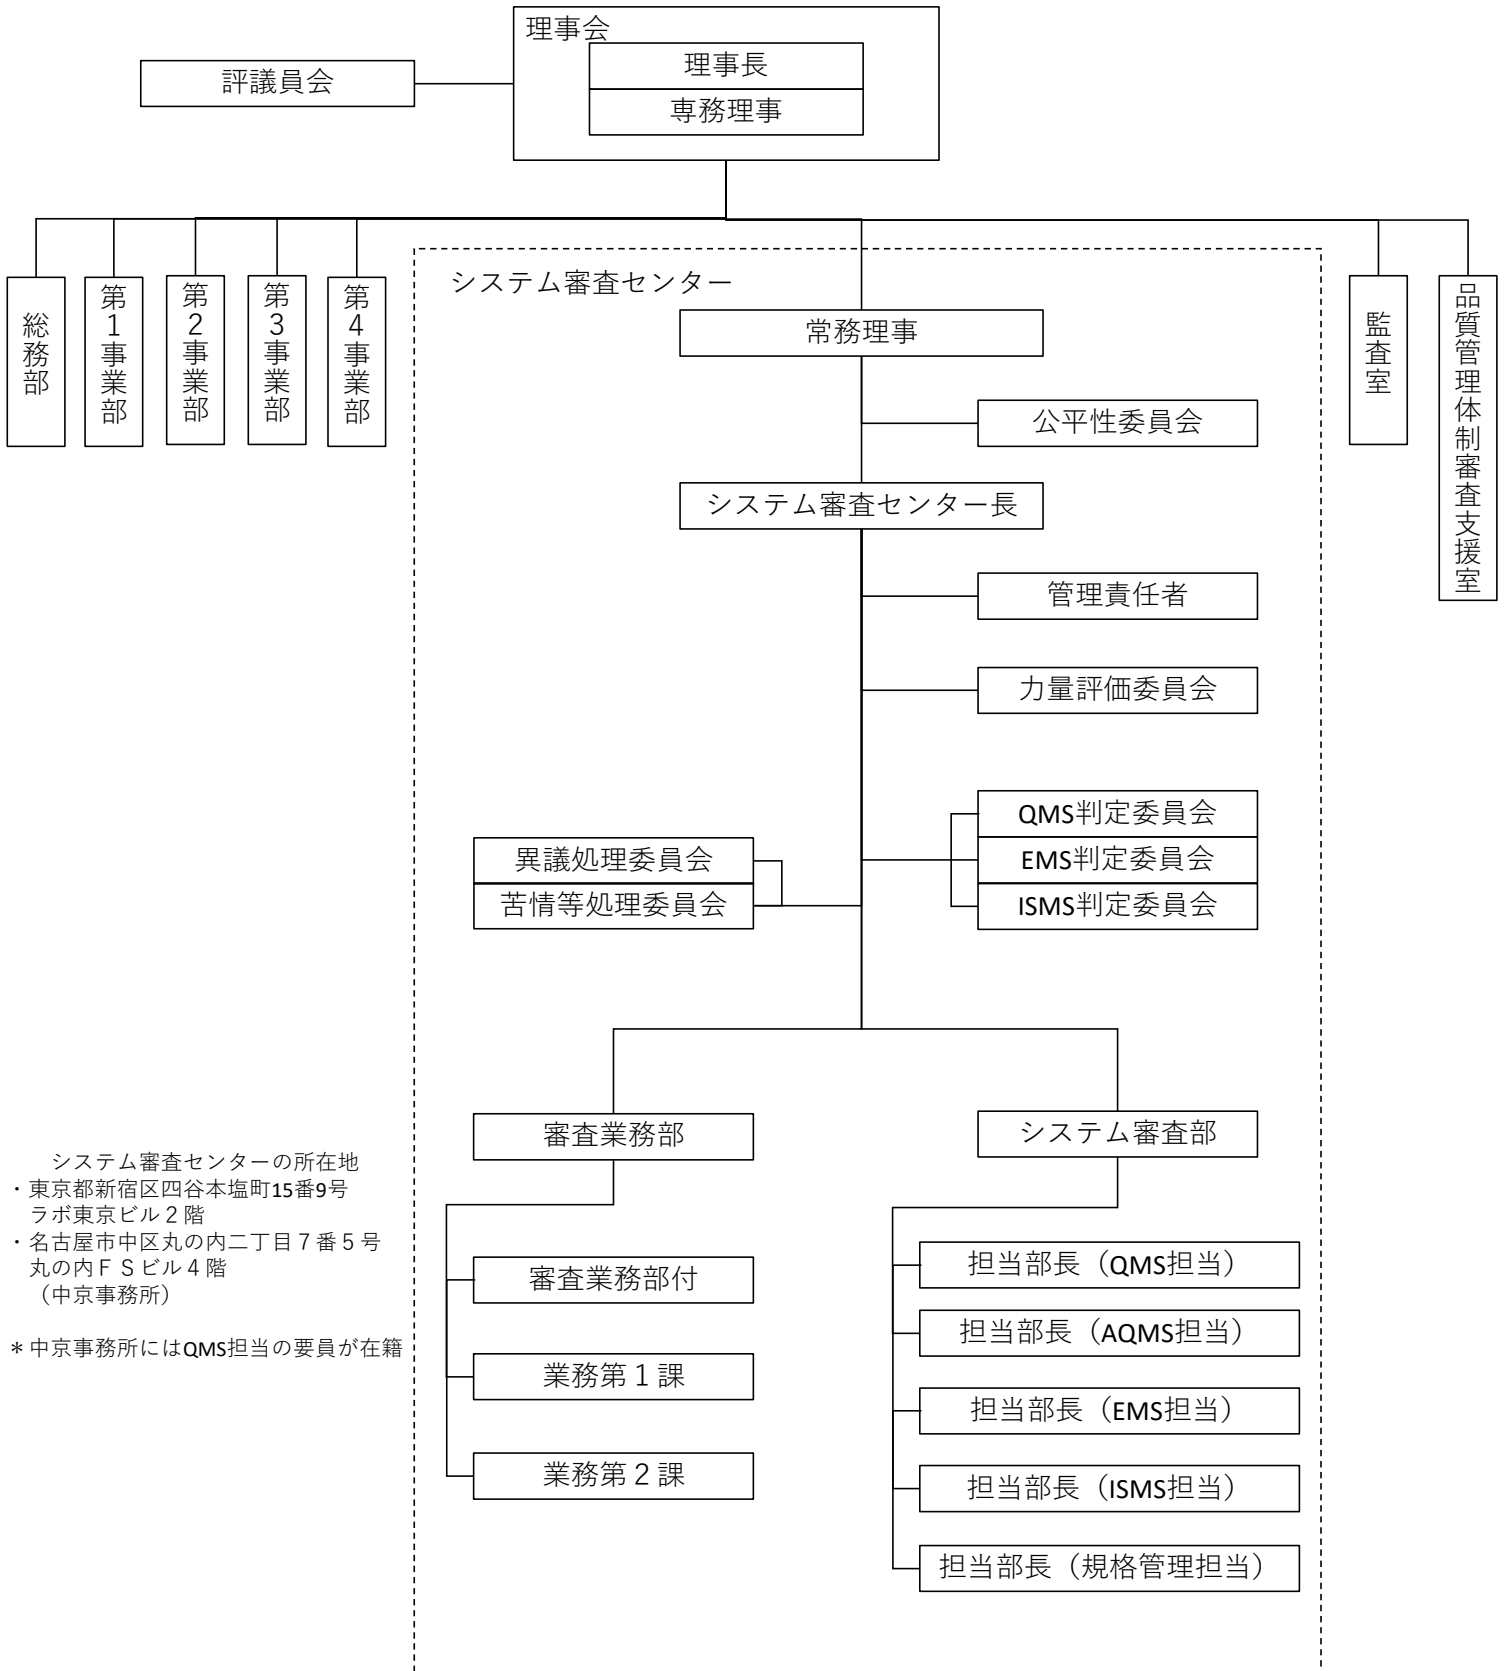 理事会
理事長
専務理事
評議員会
総務部
第1事業部
第2事業部
第3事業部
第4事業部
システム審査センター
常務理事
公平性委員会
システム審査センター長
管理責任者
力量評価委員会
QMS判定委員会
EMS判定委員会
ISMS判定委員会
異議処理委員会
苦情等処理委員会
監査室
品質管理体制審査支援室
審査業務部
システム審査部
審査業務部付
業務第1課
業務第2課
担当部長（QMS担当）
担当部長（AQMS担当）
担当部長（EMS担当）
担当部長（ISMS担当）
担当部長（規格管理担当）
システム審査センターの所在地
・東京都新宿区四谷本塩町15番9号
ラボ東京ビル２階
・名古屋市中区丸の内二丁目７番５号
丸の内ＦＳビル４階
（中京事務所）
＊中京事務所にはQMS担当の要員が在籍